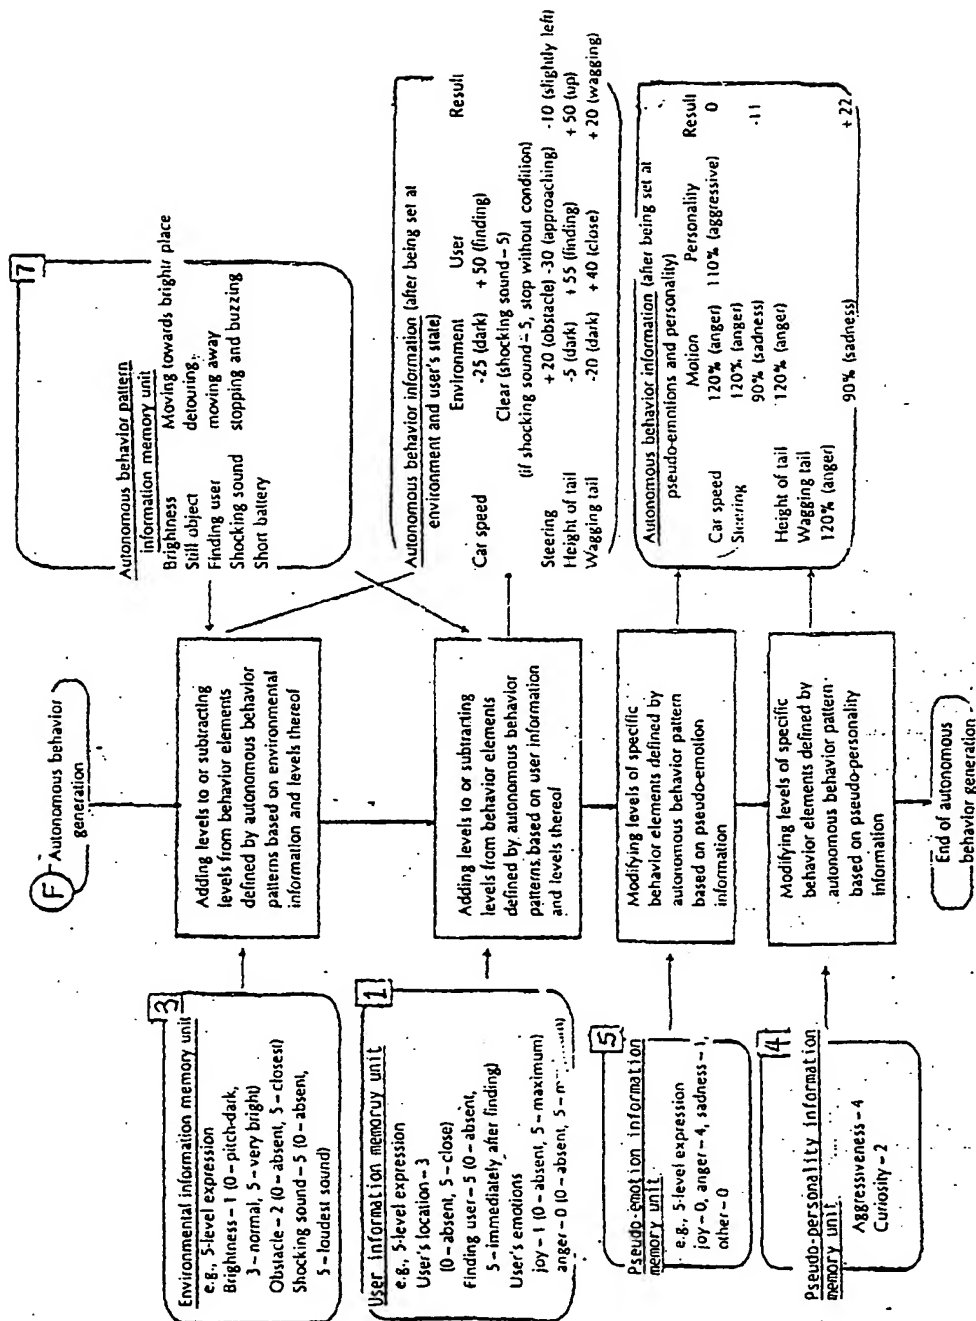 F
Autonomous behavior
generation
3
Environmental information memory unit
e.g., 5-level expression
Brightness – 1 (0 – pitch-dark,
3 – normal, 5 – very bright)
Obstacle – 2 (0 – absent, 5 – closest)
Shocking sound – 5 (0 – absent,
5 – loudest sound)
Adding levels to or subtracting
levels from behavior elements
defined by autonomous behavior
patterns based on environmental
information and levels thereof
7
Autonomous behavior pattern
information memory unit
Brightness Moving towards bright place
Still object detouring
Finding user moving away
Shocking sound stopping and buzzing
Short battery
1
User information memoruy unit
e.g., 5-level expression
User's location – 3
(0 – absent, 5 – close)
Finding user – 5 (0 – absent,
5 – immediately after finding)
User's emotions
joy – 1 (0 – absent, 5 – maximum)
anger – 0 (0 – absent, 5 –
Adding levels to or subtrating
levels from behavior elements
defined by autonomous behavior
patterns based on user information
and levels thereof
Autonomous behavior information (after being set at
environment and user's state)
Environment User Result
Car speed -25 (dark) + 50 (finding)
Clear (shocking sound – 5)
(if shocking sound – 5, stop without condition)
Steering + 20 (obstacle) -30 (approaching) -10 (slightly left)
Height of tail -5 (dark) + 55 (finding) + 50 (up)
Wagging tail -20 (dark) + 40 (close) + 20 (wagging)
5
Pseudo-emotion information
memory unit
e.g., 5-level expression
joy – 0, anger – 4, sadness – 1,
other – 0
Modifying levels of specific
behavior elements defined by
autonomous behavior pattern
based on pseudo-emotion
information
Autonomous behavior information (after being set at
pseudo-emtions and personality)
Motion Personality Result
Car speed 120% (anger) 110% (aggressive) 0
Steering 120% (anger)
90% (sadness) -11
Height of tail 120% (anger)
Wagging tail
120% (anger) 90% (sadness) + 22
4
Pseudo-personality information
memory unit
Aggressiveness – 4
Curiosity – 2
Modifying levels of specific
behavior elements defined by
autonomous behavior pattern
based on pseudo-personality
information
End of autonomous
behavior generation